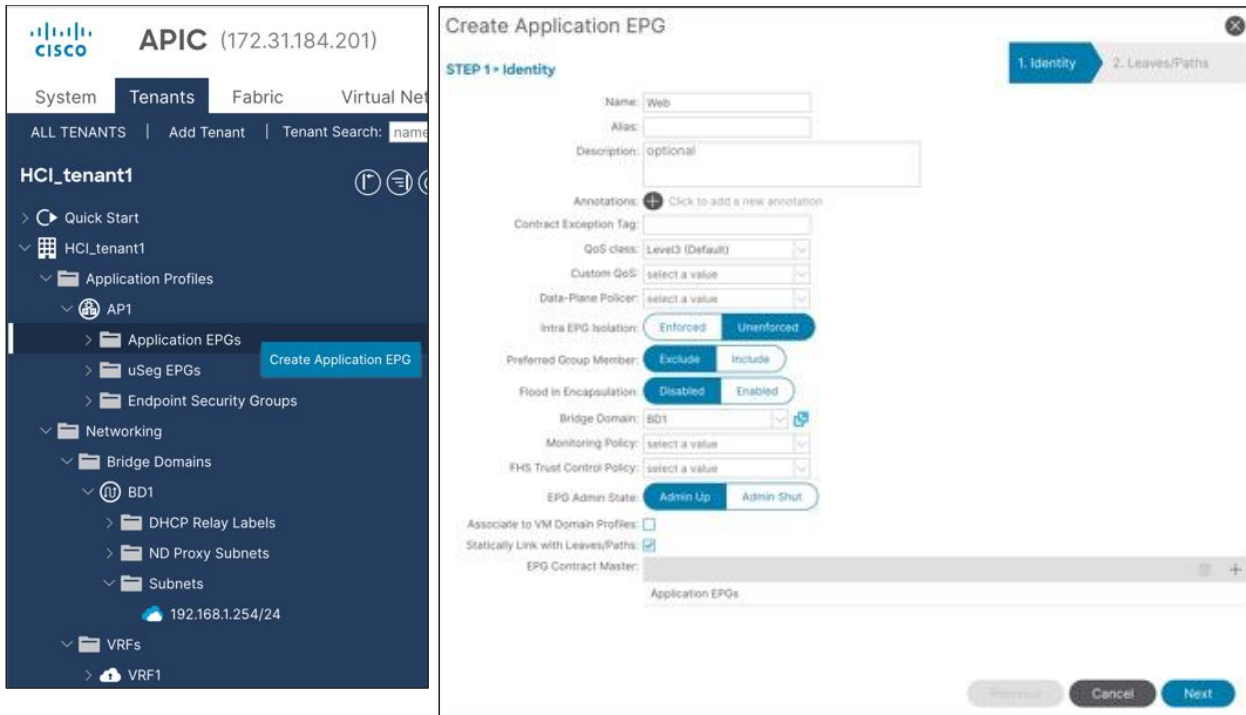 CISCO
APIC (172.31.184.201)
System Tenants Fabric Virtual Net
ALL TENANTS | Add Tenant | Tenant Search: name
HCI_tenant1
Quick Start
HCI_tenant1
Application Profiles
AP1
Application EPGs
Create Application EPG
uSeg EPGs
Endpoint Security Groups
Networking
Bridge Domains
BD1
DHCP Relay Labels
ND Proxy Subnets
Subnets
192.168.1.254/24
VRFs
VRF1
Create Application EPG
STEP 1 > Identity
1. Identity 2. Leaves/Paths
Name: Web
Alias:
Description: optional
Annotations: Click to add a new annotation
Contract Exception Tag:
QoS class: Level3 (Default)
Custom QoS: select a value
Data-Plane Policer: select a value
Intra EPG Isolation: Enforced Unenforced
Preferred Group Member: Exclude Include
Flood in Encapsulation: Disabled Enabled
Bridge Domain: BD1
Monitoring Policy: select a value
FHS Trust Control Policy: select a value
EPG Admin State: Admin Up Admin Shut
Associate to VM Domain Profiles:
Statically Link with Leaves/Paths:
EPG Contract Master:
Application EPGs
Previous Cancel Next